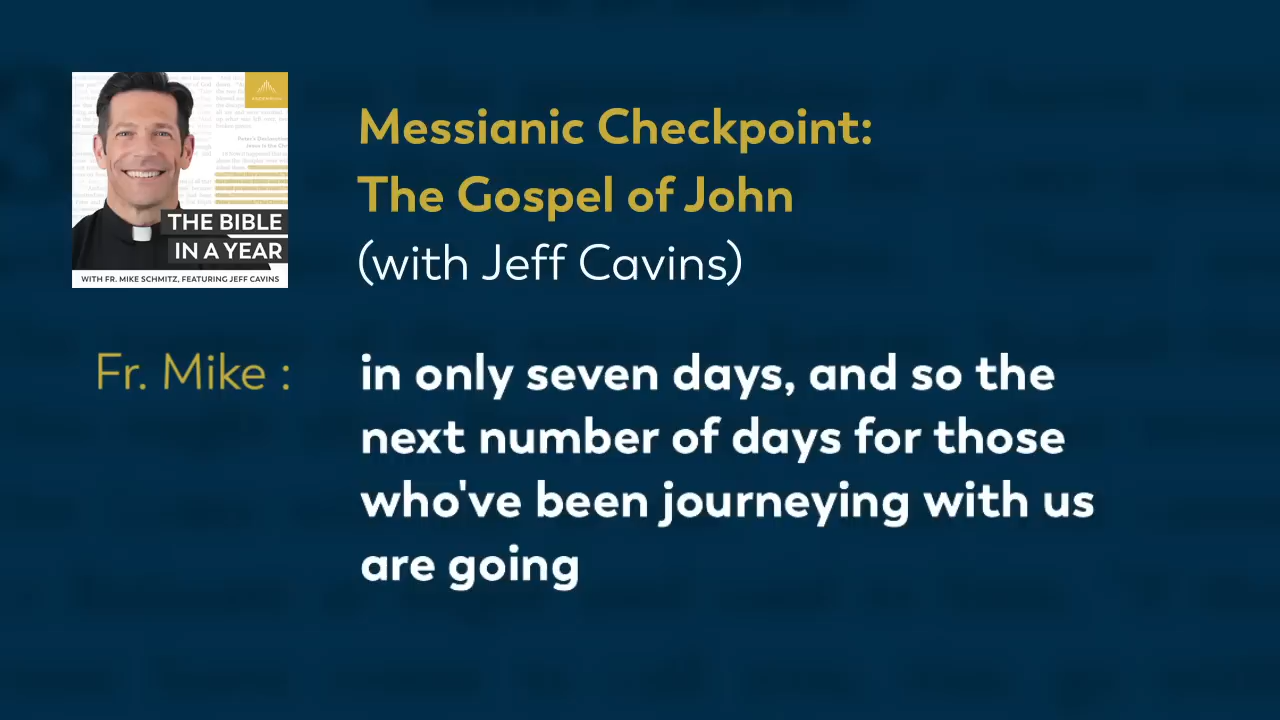 THE BIBLE
IN A YEAR
WITH FR. MIKE SCHMITZ, FEATURING JEFF CAVINS
Messianic Checkpoint:
The Gospel of John
(with Jeff Cavins)
Fr. Mike :
in only seven days, and so the
next number of days for those
who've been journeying with us
are going